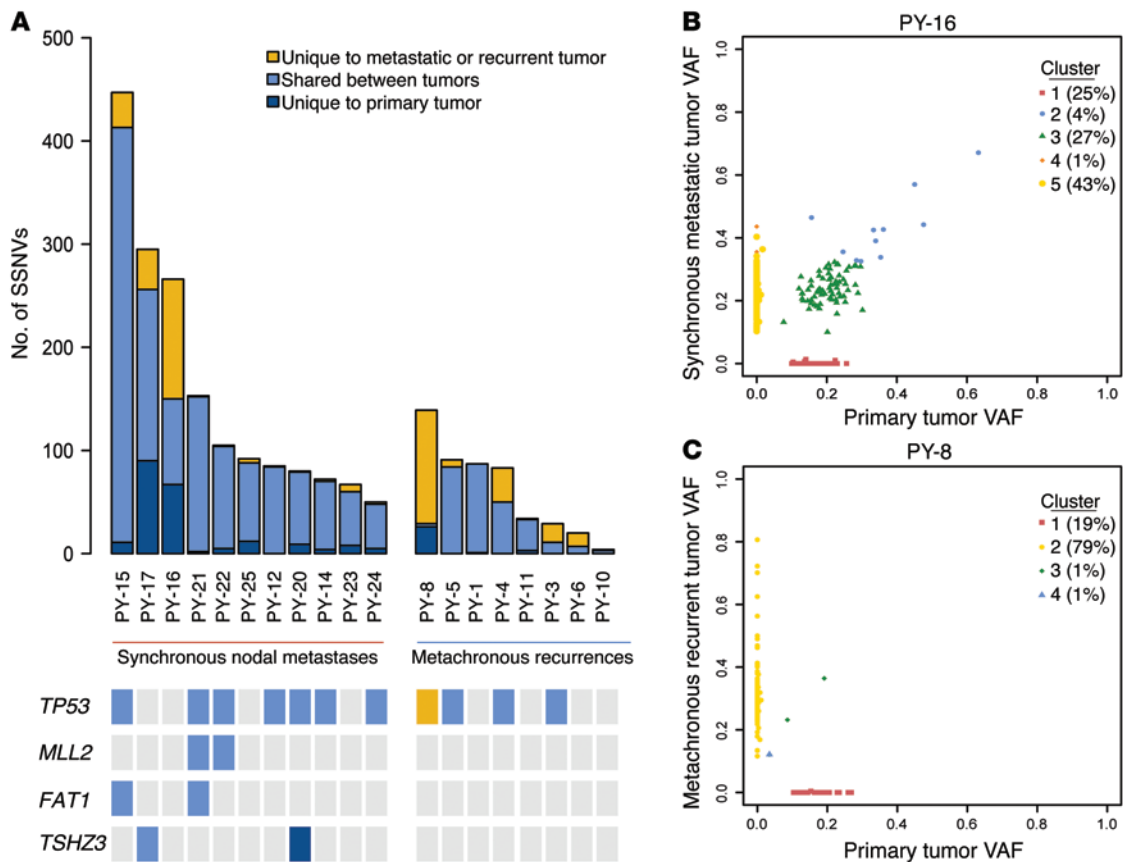 A
500
400
300
200
100
0
No. of SSNVs
Unique to metastatic or recurrent tumor
Shared between tumors
Unique to primary tumor
PY-15 PY-17 PY-16 PY-21 PY-22 PY-25 PY-12 PY-20 PY-14 PY-23 PY-24 PY-8 PY-5 PY-1 PY-4 PY-11 PY-3 PY-6 PY-10
Synchronous nodal metastases Metachronous recurrences
TP53
MLL2
FAT1
TSHZ3
B
PY-16
Synchronous metastatic tumor VAF
1.0
0.8
0.6
0.4
0.2
0.0
Cluster
1 (25%)
2 (4%)
3 (27%)
4 (1%)
5 (43%)
0.0 0.2 0.4 0.6 0.8 1.0
Primary tumor VAF
C
PY-8
Metachronous recurrent tumor VAF
1.0
0.8
0.6
0.4
0.2
0.0
Cluster
1 (19%)
2 (79%)
3 (1%)
4 (1%)
0.0 0.2 0.4 0.6 0.8 1.0
Primary tumor VAF